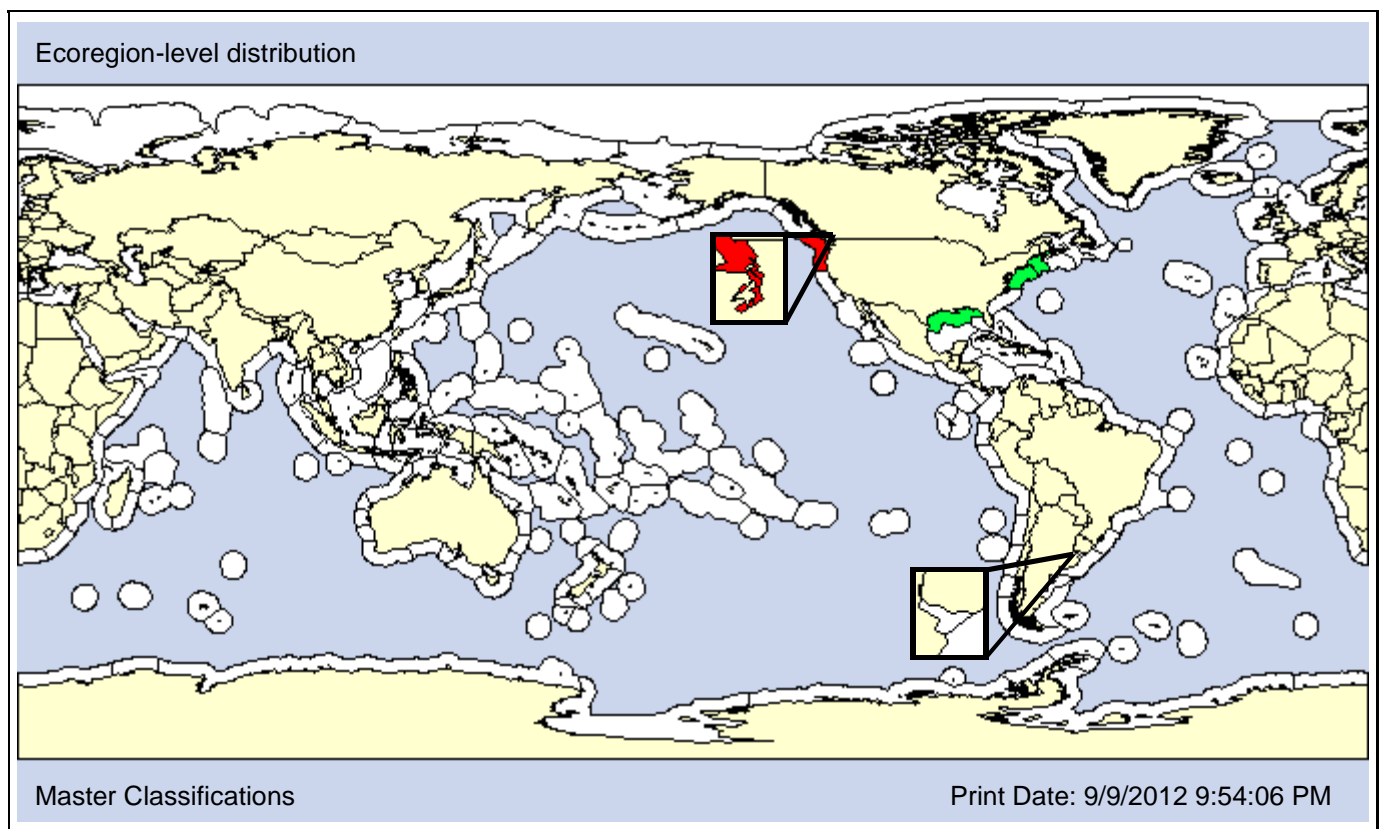 Ecoregion-level distribution
Master Classifications
Print Date: 9/9/2012 9:54:06 PM